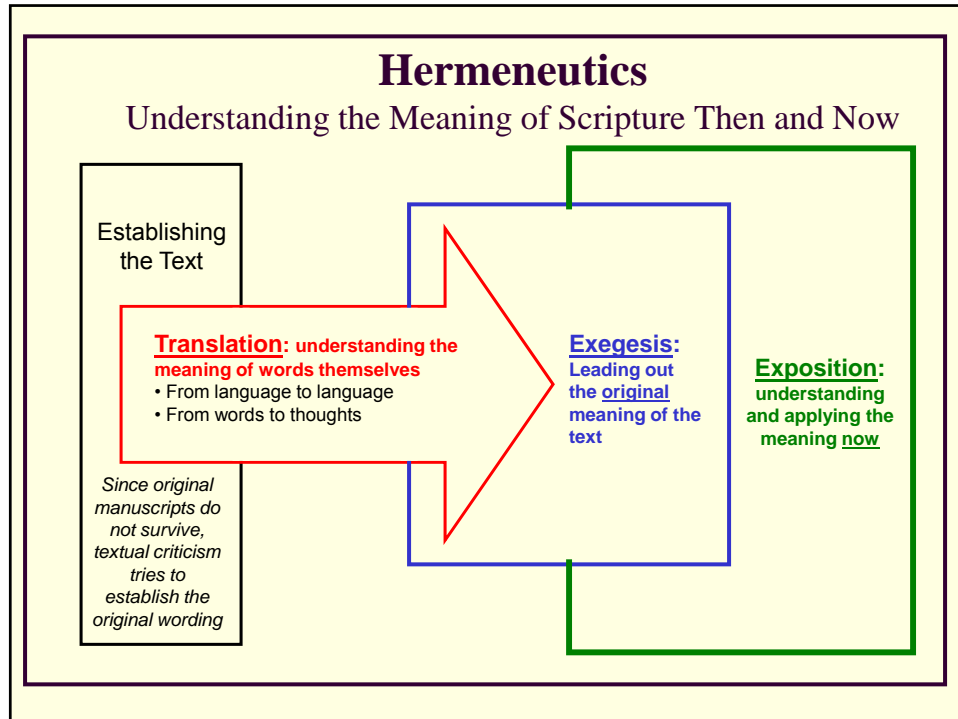 Hermeneutics
Understanding the Meaning of Scripture Then and Now
Establishing
the Text
Translation: understanding the
meaning of words themselves
• From language to language
• From words to thoughts
Since original
manuscripts do
not survive,
textual criticism
tries to
establish the
original wording
Exegesis:
Leading out
the original
meaning of the
text
Exposition:
understanding
and applying the
meaning now